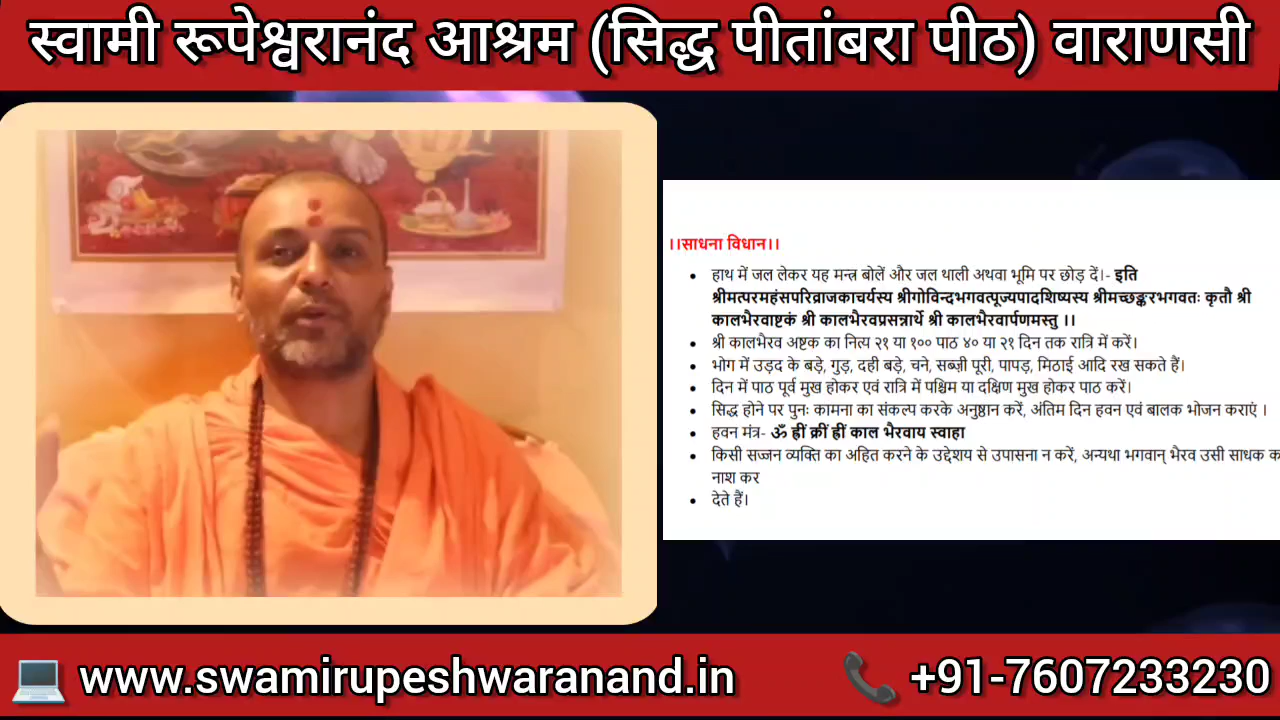 स्वामी रूपेश्वरानंद आश्रम (सिद्ध पीतांबरा पीठ) वाराणसी
।।साधना विधान।।
हाथ में जल लेकर यह मन्त्र बोलें और जल थाली अथवा भूमि पर छोड़ दें।- इति
श्रीमत्परमहंसपरिव्राजकाचर्यस्य श्रीगोविन्दभगवत्पूज्यपादशिष्यस्य श्रीमच्छङ्करभगवतः कृतौ श्री
कालभैरवाष्टकं श्री कालभैरवप्रसन्नार्थे श्री कालभैरवार्पणमस्तु ।।
श्री कालभैरव अष्टक का नित्य २१ या १०० पाठ ४० या २१ दिन तक रात्रि में करें।
भोग में उड़द के बड़े, गुड़, दही बड़े, चने, सब्ज़ी पूरी, पापड़, मिठाई आदि रख सकते हैं।
दिन में पाठ पूर्व मुख होकर एवं रात्रि में पश्चिम या दक्षिण मुख होकर पाठ करें।
सिद्ध होने पर पुनः कामना का संकल्प करके अनुष्ठान करें, अंतिम दिन हवन एवं बालक भोजन कराएं ।
हवन मंत्र- ॐ ह्रीं क्रीं ह्रीं काल भैरवाय स्वाहा
किसी सज्जन व्यक्ति का अहित करने के उद्देशय से उपासना न करें, अन्यथा भगवान् भैरव उसी साधक
नाश कर
देते हैं।
www.swamirupeshwaranand.in
+91-7607233230